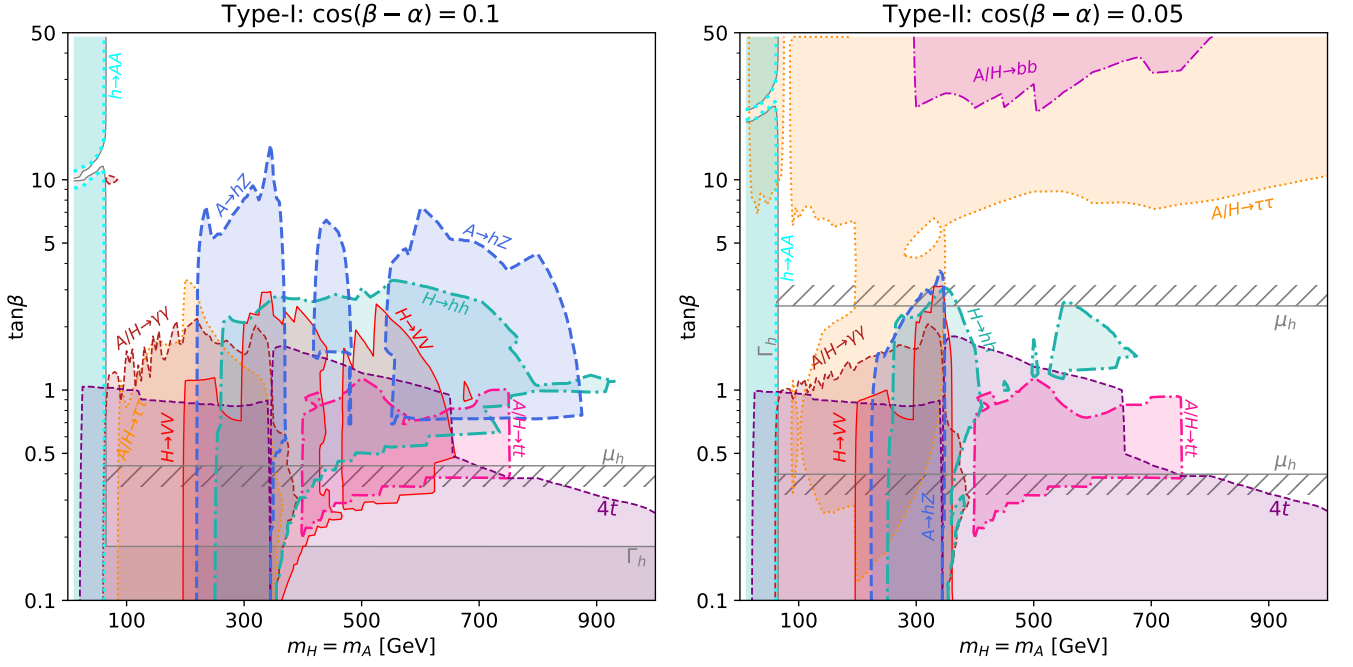 Type-I: cos(β − α) = 0.1
50
10
5
1
0.5
0.1
tanβ
h→AA
A→hZ
A→hZ
H→hh
H→VV
A/H→γγ
A/H→ττ
H→VV
A/H→tt
μh
4t
Γh
100
300
500
700
900
mH = mA [GeV]
Type-II: cos(β − α) = 0.05
50
10
5
1
0.5
0.1
tanβ
A/H→bb
A/H→ττ
h→AA
μh
Γh
A/H→γγ
H→hh
H→VV
A/H→tt
μh
A→hZ
4t
100
300
500
700
900
mH = mA [GeV]